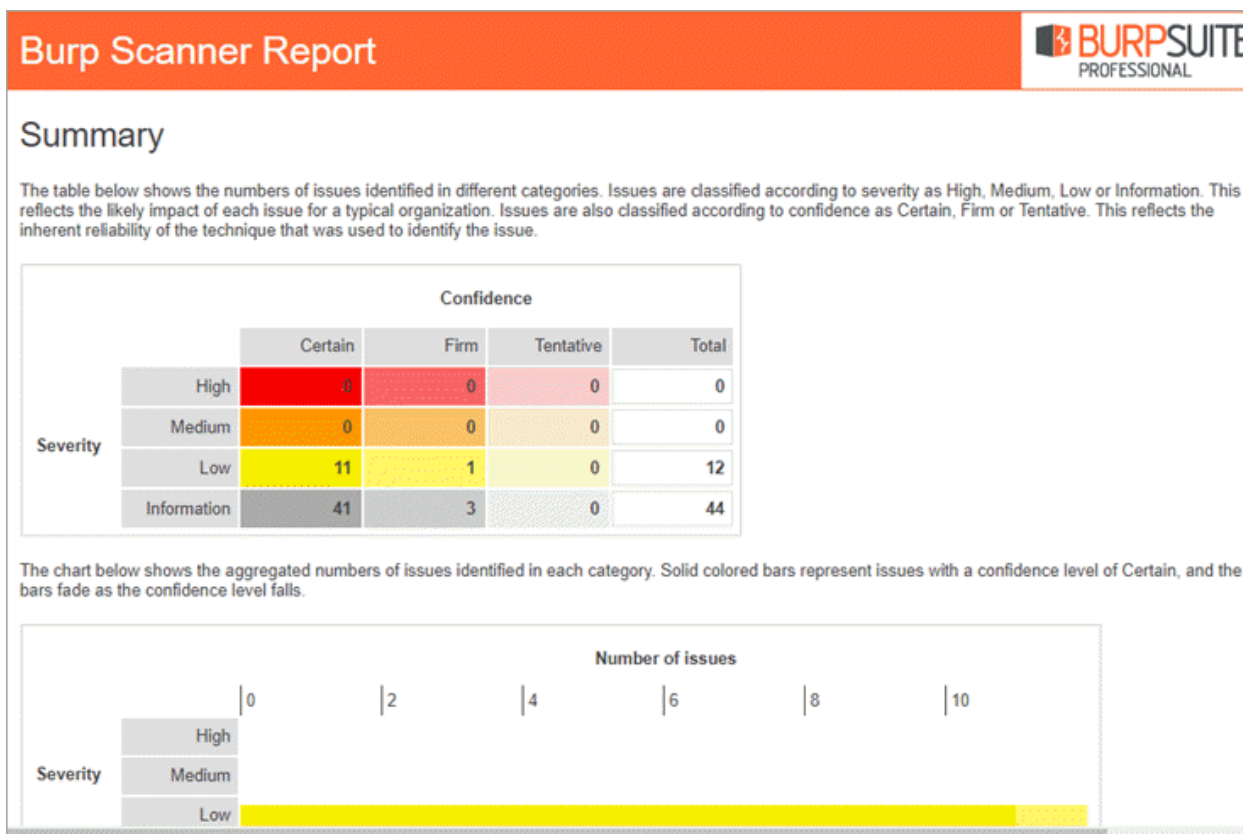 Burp Scanner Report
BURPSUITE
PROFESSIONAL
Summary
The table below shows the numbers of issues identified in different categories. Issues are classified according to severity as High, Medium, Low or Information. This
reflects the likely impact of each issue for a typical organization. Issues are also classified according to confidence as Certain, Firm or Tentative. This reflects the
inherent reliability of the technique that was used to identify the issue.
Confidence
Certain Firm Tentative Total
High 0 0 0 0
Medium 0 0 0 0
Severity
Low 11 1 0 12
Information 41 3 0 44
The chart below shows the aggregated numbers of issues identified in each category. Solid colored bars represent issues with a confidence level of Certain, and the
bars fade as the confidence level falls.
Number of issues
0 2 4 6 8 10
High
Severity Medium
Low